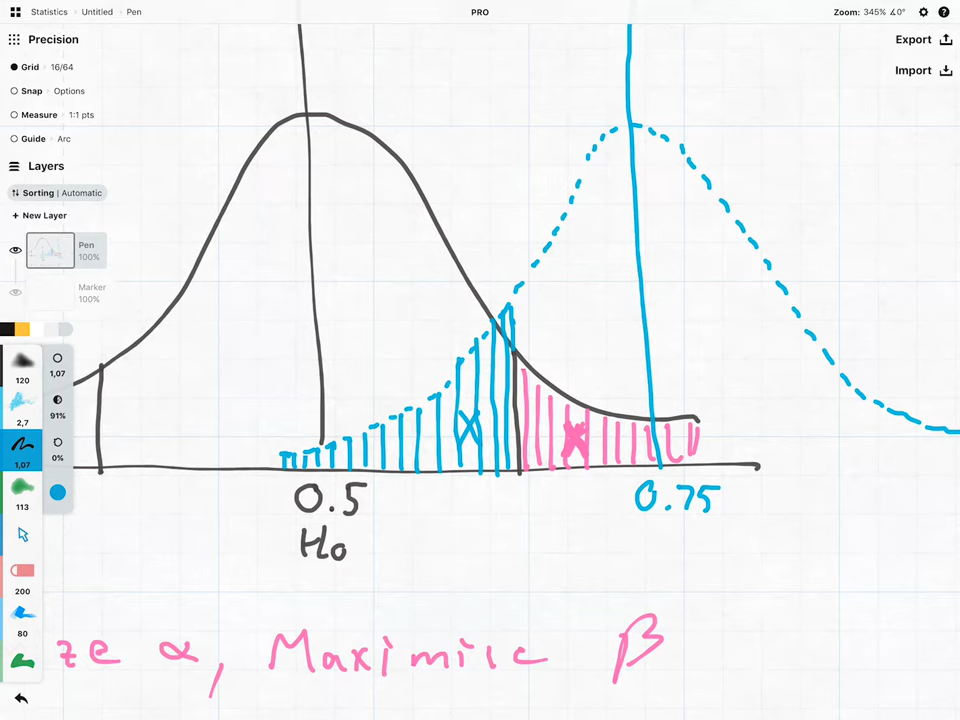 Statistics Untitled Pen
PRO
Zoom: 345% ∡0°
Precision
Export
Grid 16/64
Import
Snap Options
Measure 1:1 pts
Guide Arc
Layers
Sorting | Automatic
+ New Layer
Pen
100%
Marker
100%
120
1,07
2,7
91%
1,07
0%
113
200
80
0.5
H0
0.75
ze α, Maximise β